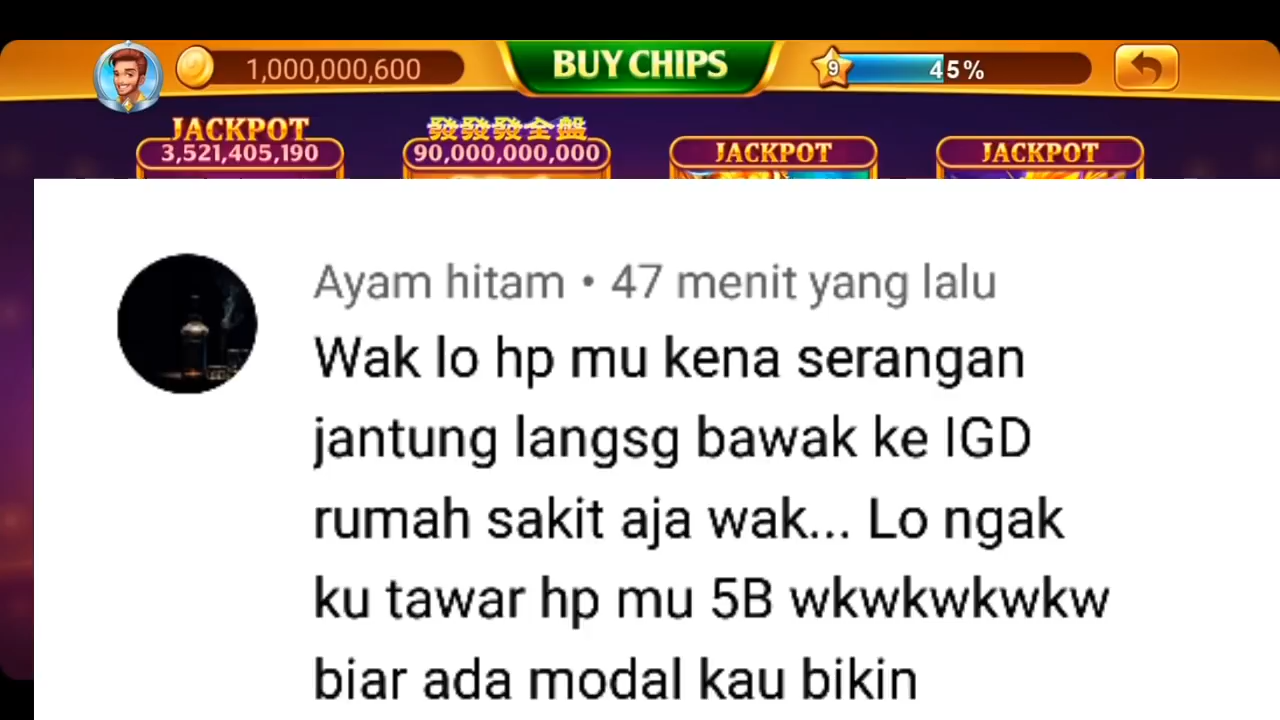 1,000,000,600
BUY CHIPS
9
45%
JACKPOT
3,521,405,190
發發發全盤
90,000,000,000
JACKPOT
JACKPOT
Ayam hitam • 47 menit yang lalu
Wak lo hp mu kena serangan
jantung langsg bawak ke IGD
rumah sakit aja wak... Lo ngak
ku tawar hp mu 5B wkwkwkwkw
biar ada modal kau bikin